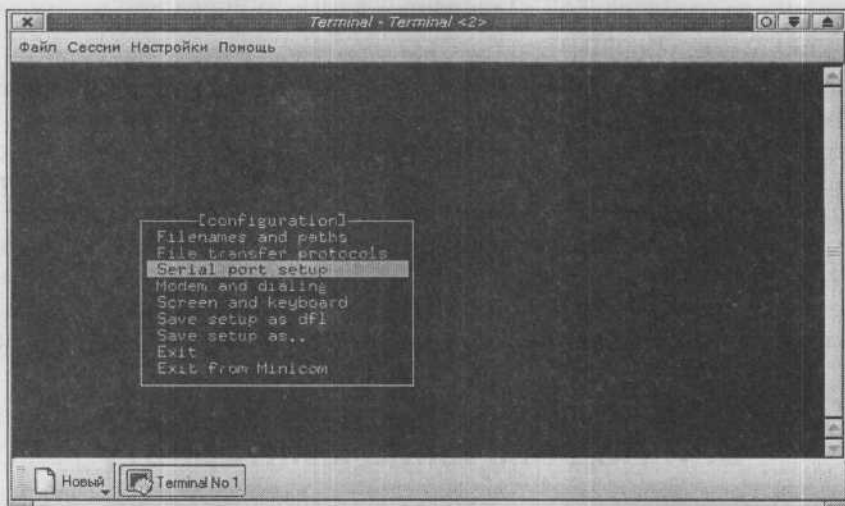 Terminal - Terminal <2>
Файл Сессии Настройки Помощь
[configuration]
Filenames and paths
File transfer protocols
Serial port setup
Modem and dialing
Screen and keyboard
Save setup as dfl
Save setup as..
Exit
Exit from Minicom
Новый
Terminal No 1